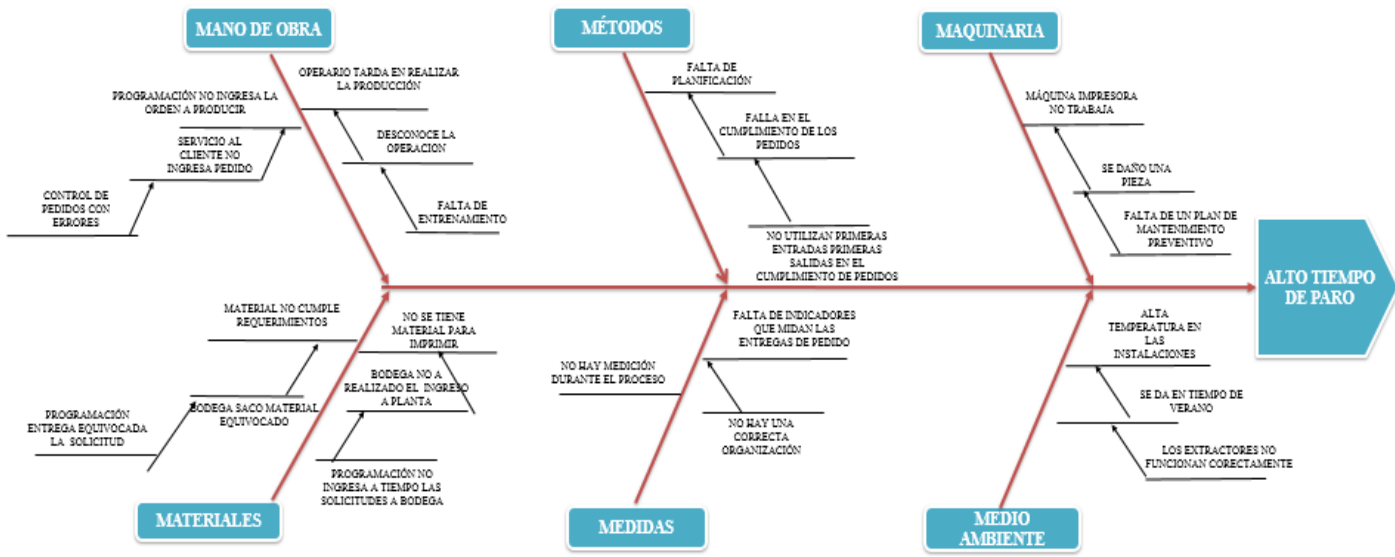 MANO DE OBRA
MÉTODOS
MAQUINARIA
OPERARIO TARDA EN REALIZAR
LA PRODUCCIÓN
PROGRAMACIÓN NO INGRESA LA
ORDEN A PRODUCIR
DESCONOCE LA
OPERACIÓN
SERVICIO AL
CLIENTE NO
INGRESA PEDIDO
FALTA DE
ENTRENAMIENTO
CONTROL DE
PEDIDOS CON
ERRORES
FALTA DE
PLANIFICACIÓN
FALLA EN EL
CUMPLIMIENTO DE LOS
PEDIDOS
NO UTILIZAN PRIMERAS
ENTRADAS PRIMERAS
SALIDAS EN EL
CUMPLIMIENTO DE PEDIDOS
MÁQUINA IMPRESORA
NO TRABAJA
SE DAÑO UNA
PIEZA
FALTA DE UN PLAN DE
MANTENIMIENTO
PREVENTIVO
ALTO TIEMPO
DE PARO
MATERIAL NO CUMPLE
REQUERIMIENTOS
NO SE TIENE
MATERIAL PARA
IMPRIMIR
BODEGA NO A
REALIZADO EL INGRESO
A PLANTA
BODEGA SACO MATERIAL
EQUIVOCADO
PROGRAMACIÓN
ENTREGA EQUIVOCADA
LA SOLICITUD
PROGRAMACIÓN NO
INGRESA A TIEMPO LAS
SOLICITUDES A BODEGA
FALTA DE INDICADORES
QUE MIDAN LAS
ENTREGAS DE PEDIDO
NO HAY MEDICIÓN
DURANTE EL PROCESO
NO HAY UNA
CORRECTA
ORGANIZACIÓN
ALTA
TEMPERATURA EN
LAS
INSTALACIONES
SE DA EN TIEMPO DE
VERANO
LOS EXTRACTORES NO
FUNCIONAN CORECTAMENTE
MATERIALES
MEDIDAS
MEDIO
AMBIENTE